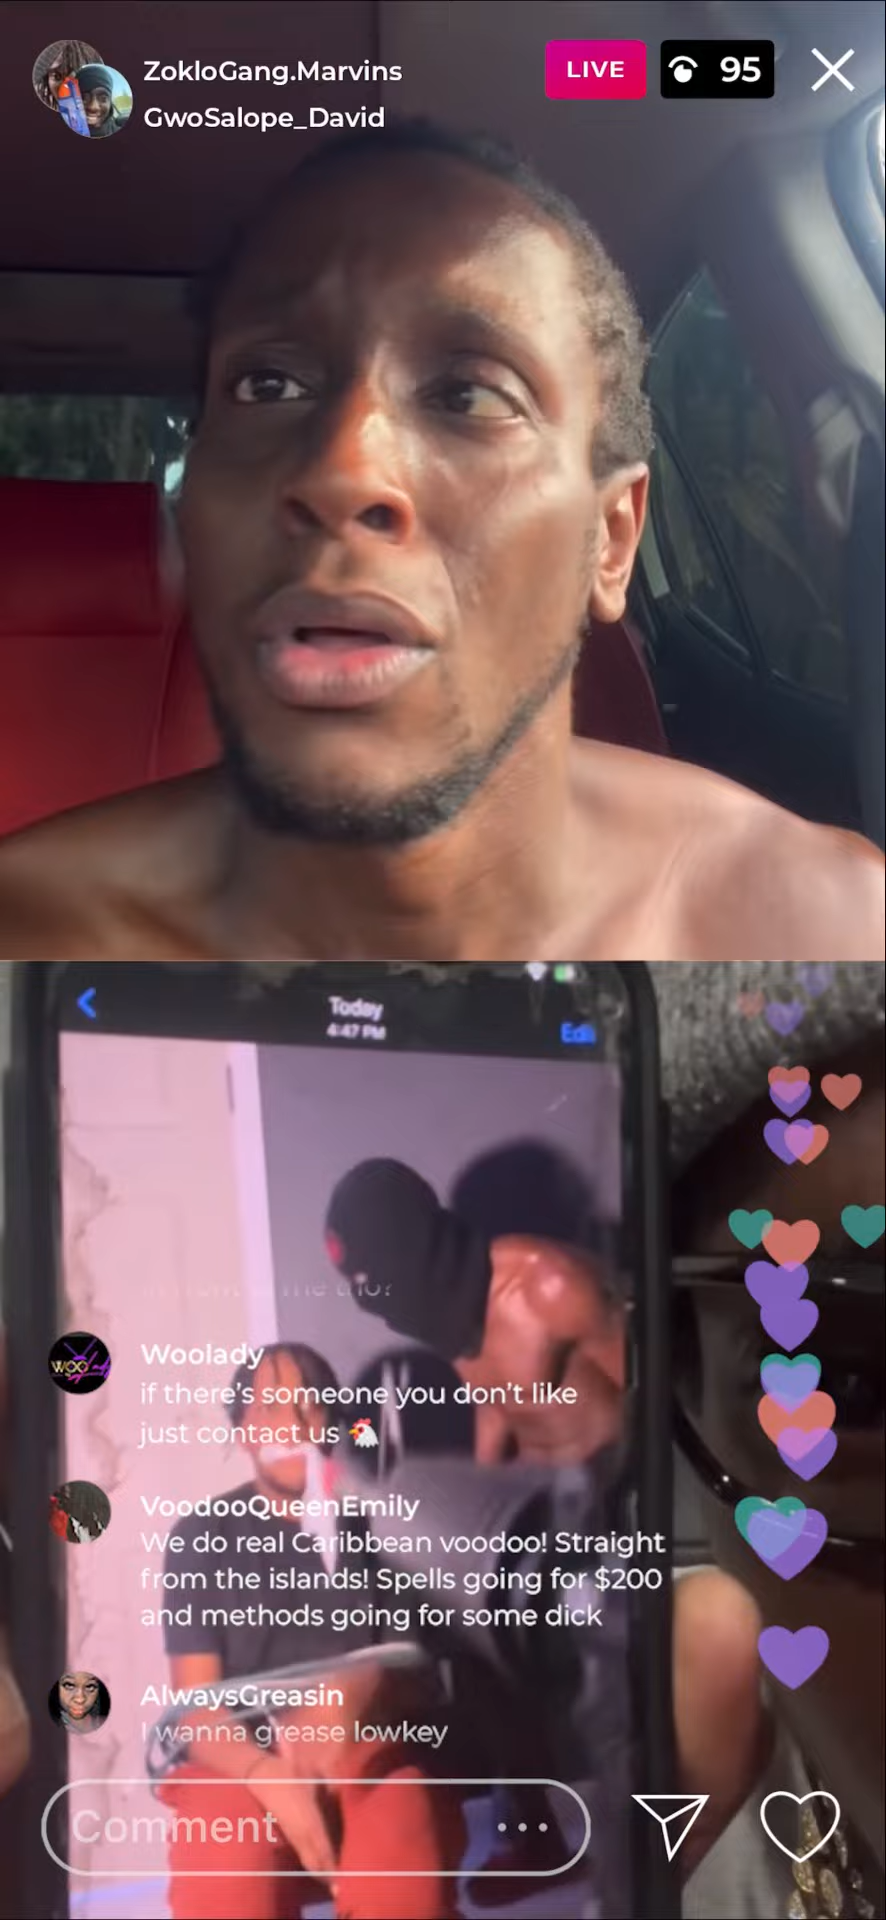 ZokloGang.Marvins
GwoSalope_David
LIVE
95
Today
4:47 PM
Edit
Woolady
if there's someone you don't like
just contact us 🐔
VoodooQueenEmily
We do real Caribbean voodoo! Straight
from the islands! Spells going for $200
and methods going for some dick
AlwaysGreasin
I wanna grease lowkey
Comment